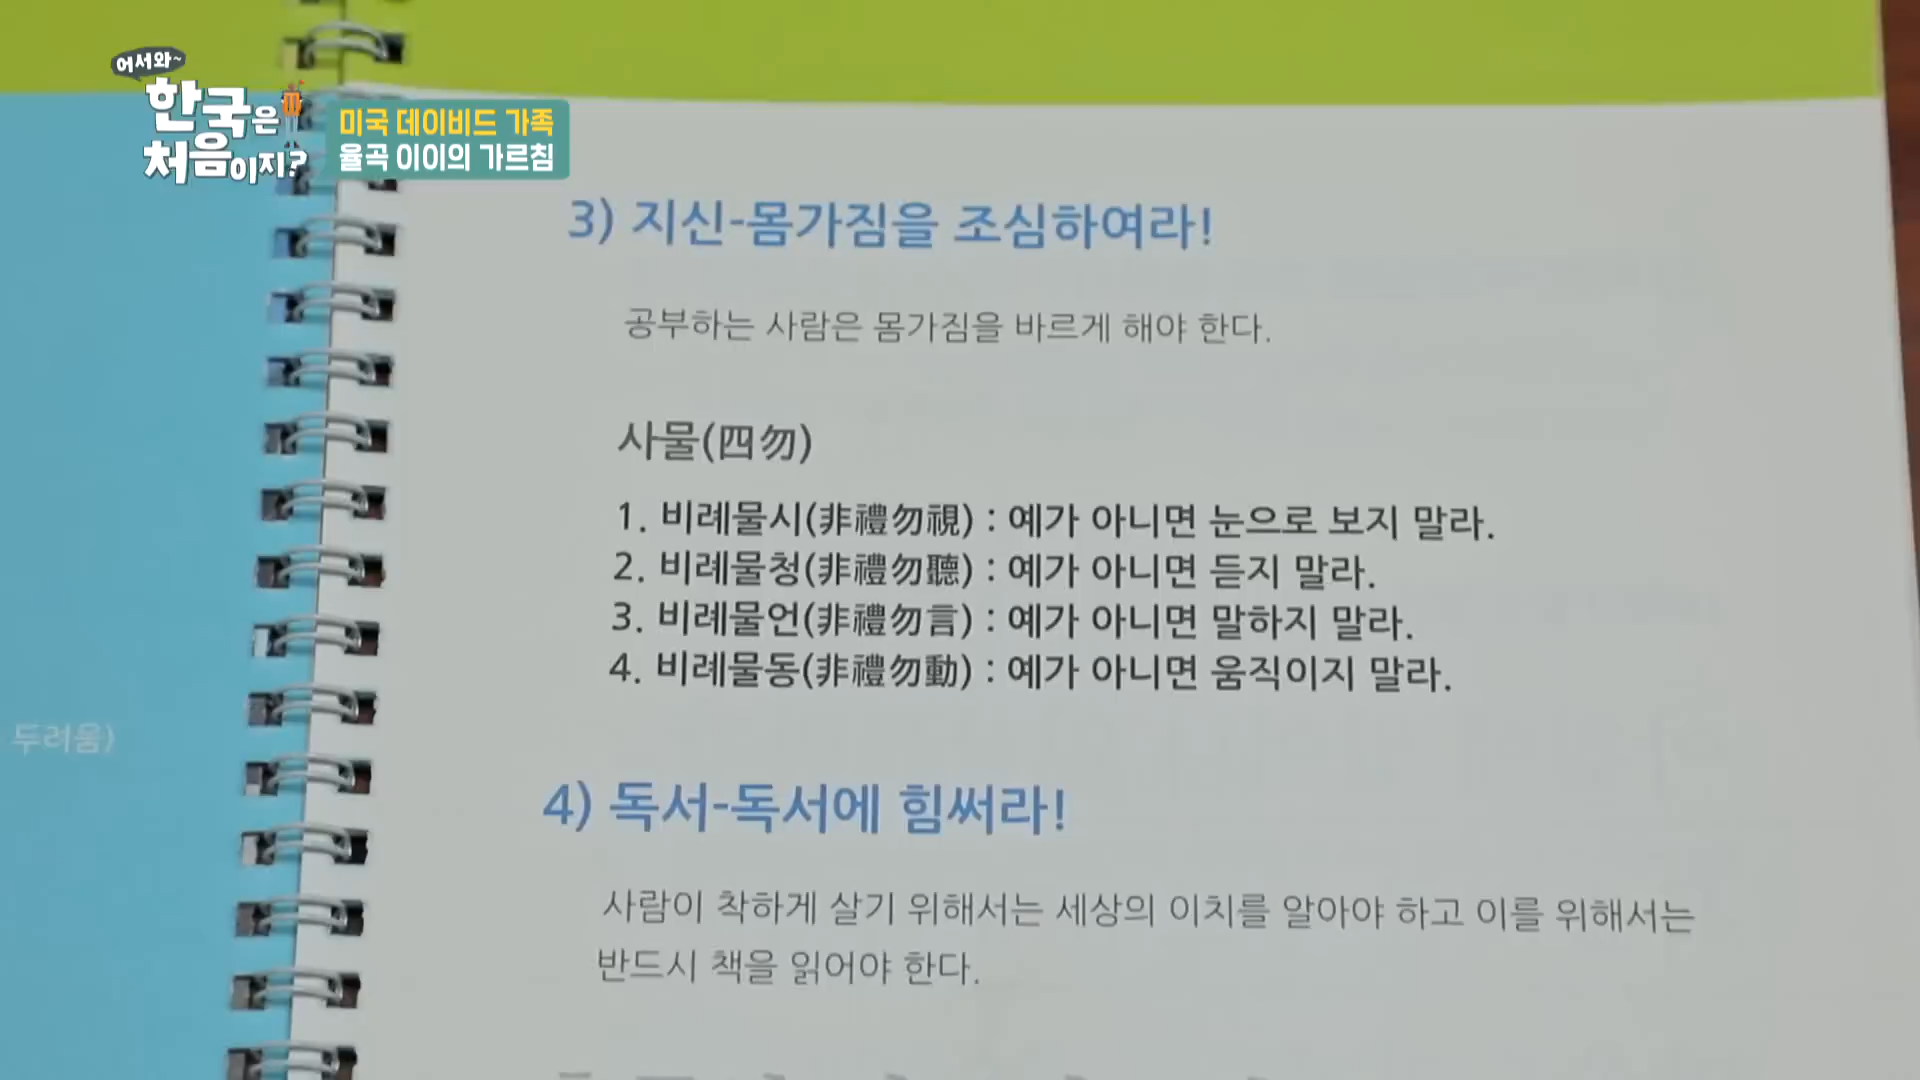 어서와~
한국은
처음이지?
미국 데이비드 가족
율곡 이이의 가르침
3) 지신-몸가짐을 조심하여라!
공부하는 사람은 몸가짐을 바르게 해야 한다.
사물(四勿)
1. 비례물시(非禮勿視) : 예가 아니면 눈으로 보지 말라.
2. 비례물청(非禮勿聽) : 예가 아니면 듣지 말라.
3. 비례물언(非禮勿言) : 예가 아니면 말하지 말라.
4. 비례물동(非禮勿動) : 예가 아니면 움직이지 말라.
두려움)
4) 독서-독서에 힘써라!
사람이 착하게 살기 위해서는 세상의 이치를 알아야 하고 이를 위해서는
반드시 책을 읽어야 한다.